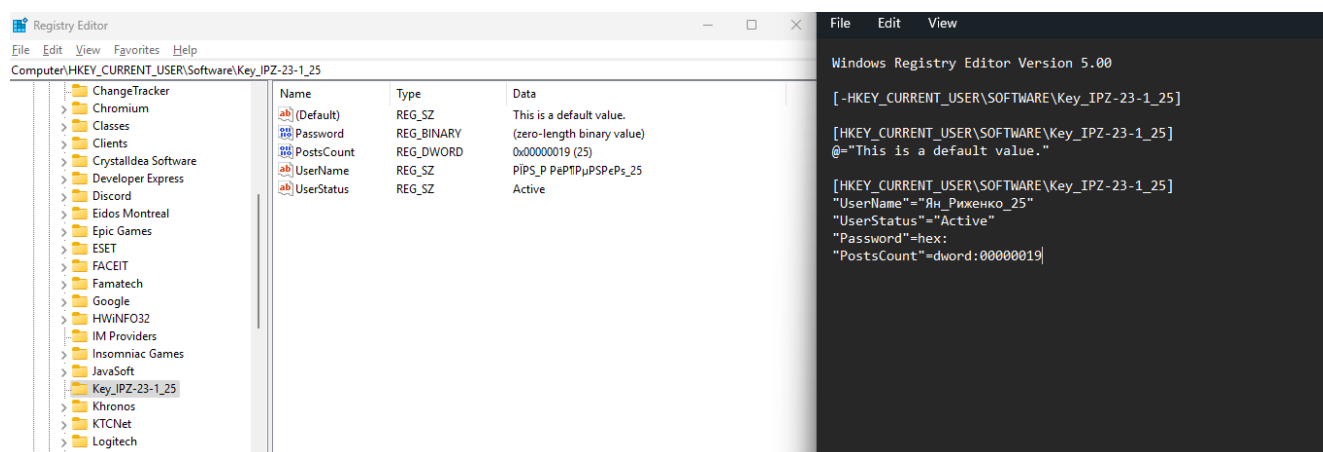 Registry Editor
File Edit View Favorites Help
Computer\HKEY_CURRENT_USER\Software\Key_IPZ-23-1_25
ChangeTracker
Chromium
Classes
Clients
CrystalIdea Software
Developer Express
Discord
Eidos Montreal
Epic Games
ESET
FACEIT
Famatech
Google
HWiNFO32
IM Providers
Insomniac Games
JavaSoft
Key_IPZ-23-1_25
Khronos
KTCNet
Logitech
Name Type Data
(Default) REG_SZ This is a default value.
Password REG_BINARY (zero-length binary value)
PostsCount REG_DWORD 0x00000019 (25)
UserName REG_SZ РЇРЅ_Р РёР¶РµРЅРєРѕ_25
UserStatus REG_SZ Active
File Edit View
Windows Registry Editor Version 5.00
[-HKEY_CURRENT_USER\SOFTWARE\Key_IPZ-23-1_25]
[HKEY_CURRENT_USER\SOFTWARE\Key_IPZ-23-1_25]
@="This is a default value."
[HKEY_CURRENT_USER\SOFTWARE\Key_IPZ-23-1_25]
"UserName"="Ян_Риженко_25"
"UserStatus"="Active"
"Password"=hex:
"PostsCount"=dword:00000019